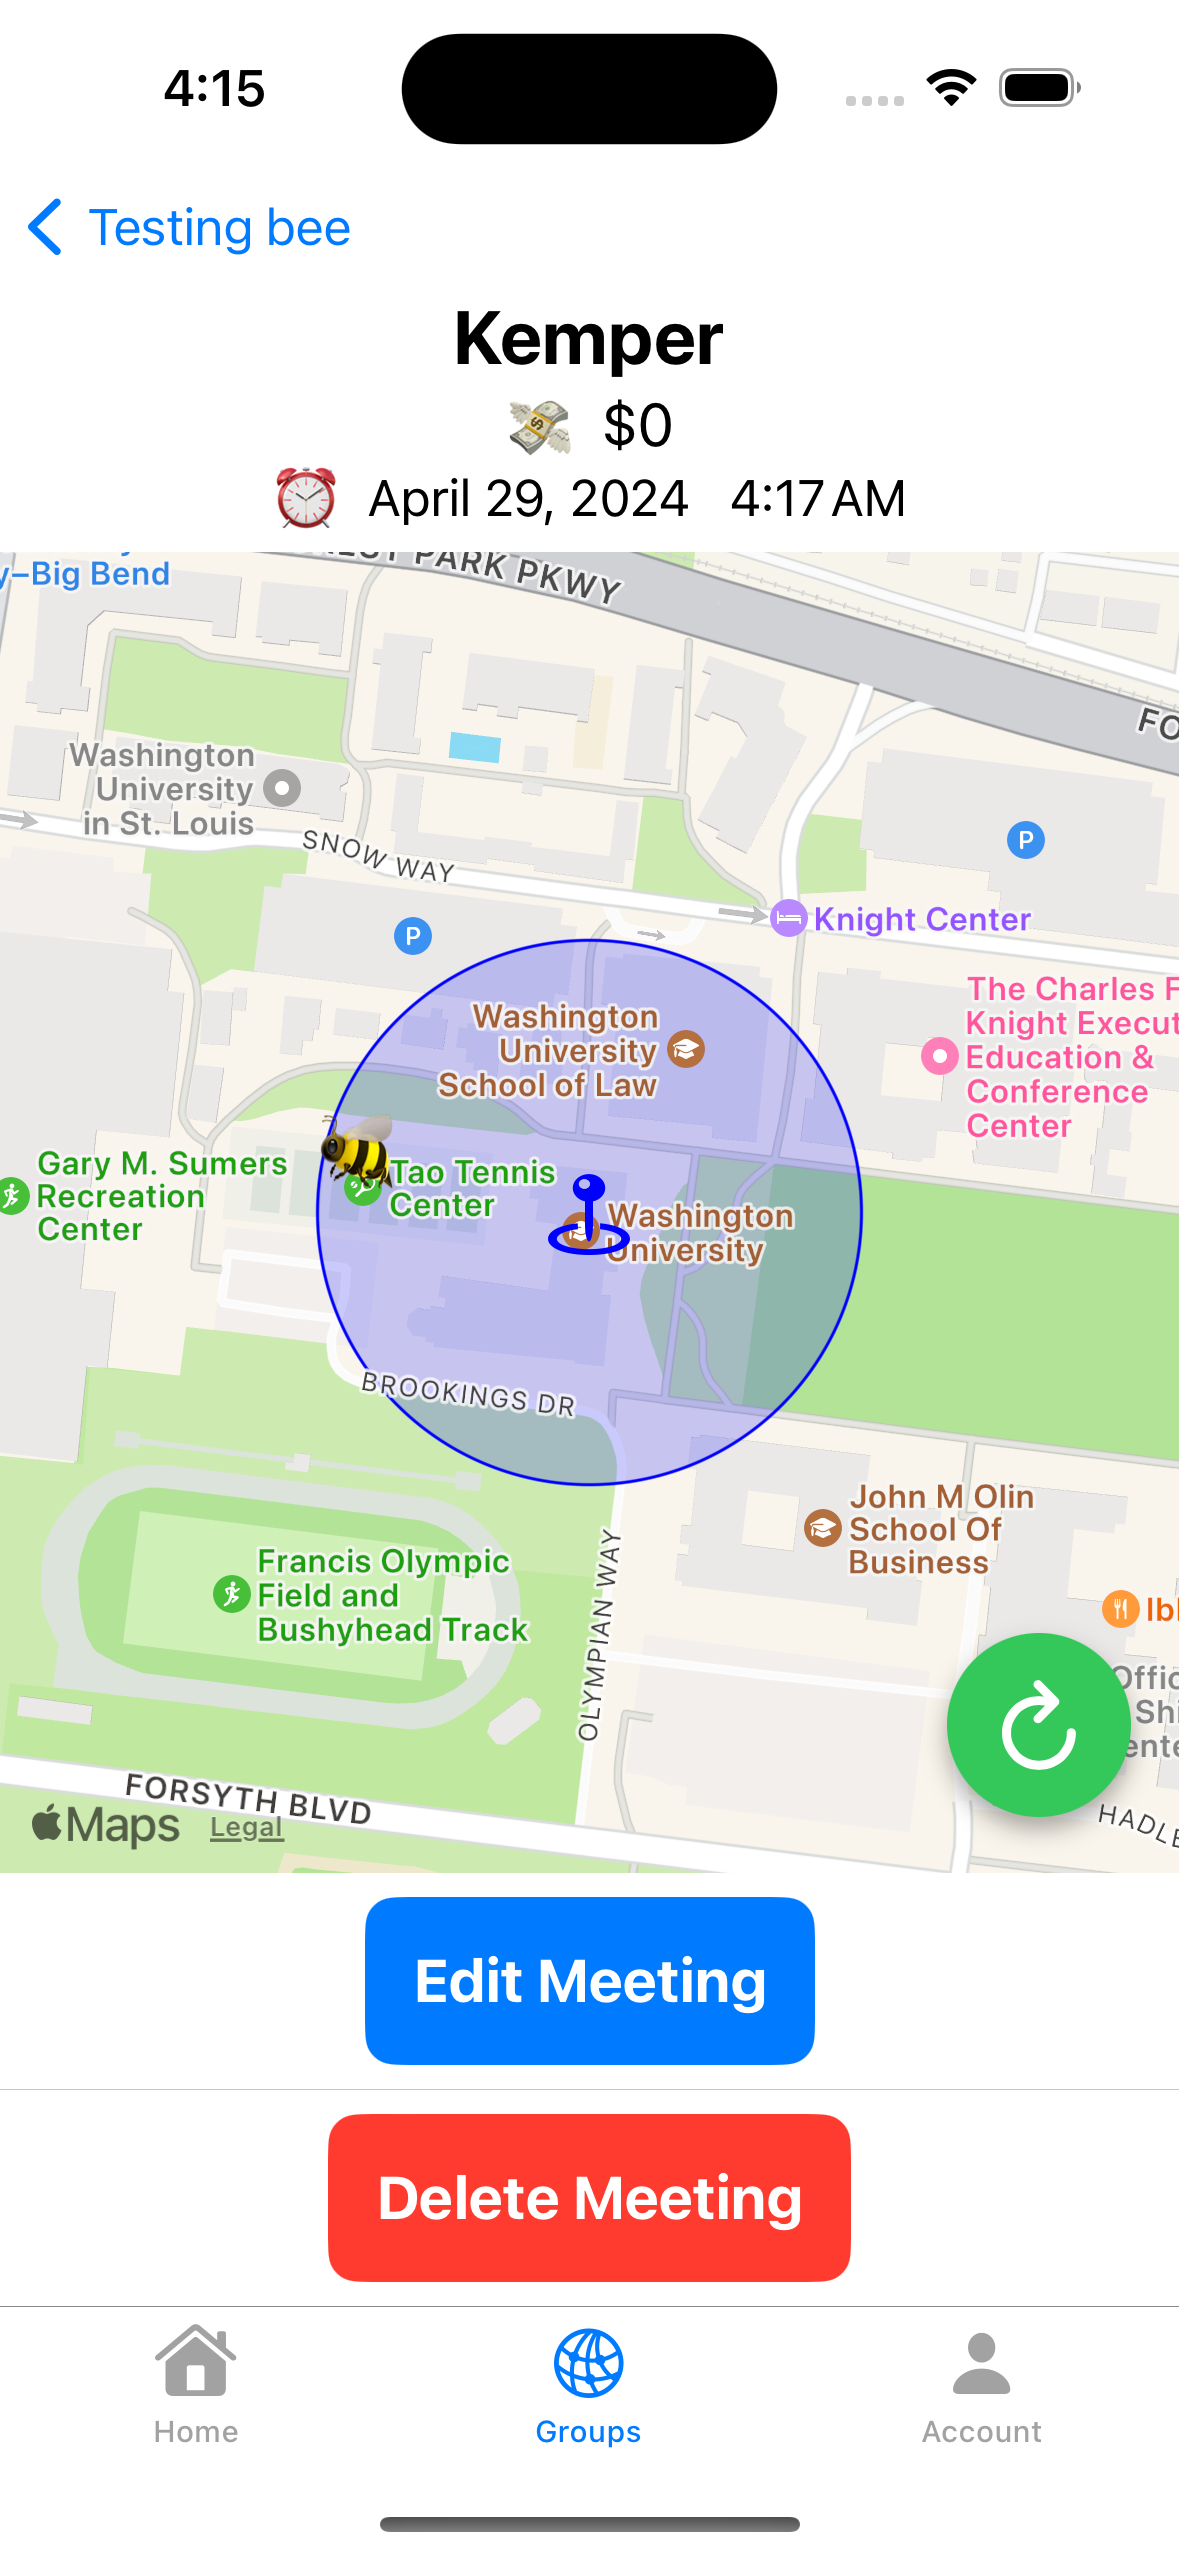 4:15
Testing bee
Kemper
$0
April 29, 2024 4:17 AM
y–Big Bend
REST PARK PKWY
FO
Washington
University
in St. Louis
SNOW WAY
P
P
Knight Center
The Charles F
Knight Execut
Education &
Conference
Center
Washington
University
School of Law
Gary M. Sumers
Recreation
Center
Tao Tennis
Center
Washington
University
BROOKINGS DR
John M Olin
School Of
Business
Francis Olympic
Field and
Bushyhead Track
OLYMPIAN WAY
Ib
Offic
Shi
ente
FORSYTH BLVD
HADLE
Maps Legal
Edit Meeting
Delete Meeting
Home
Groups
Account